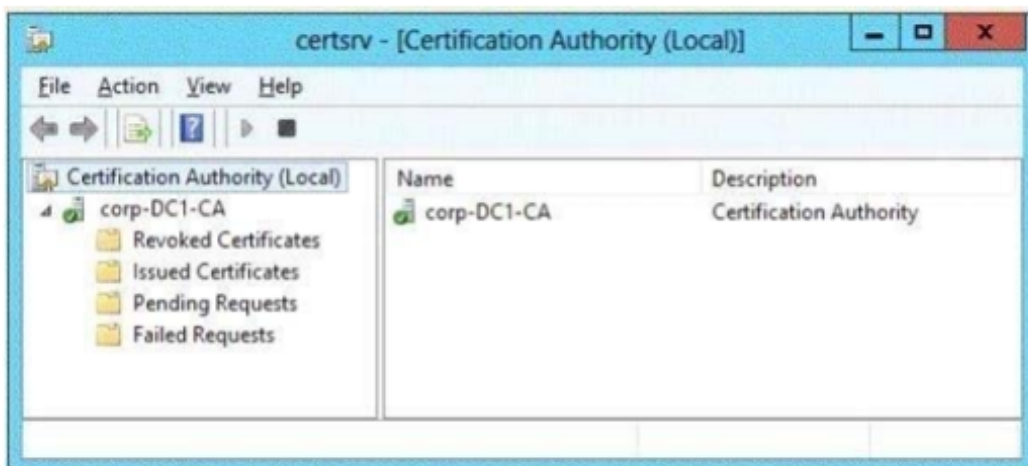 certsrv - [Certification Authority (Local)]
File Action View Help
Certification Authority (Local)
corp-DC1-CA
Revoked Certificates
Issued Certificates
Pending Requests
Failed Requests
Name Description
corp-DC1-CA Certification Authority